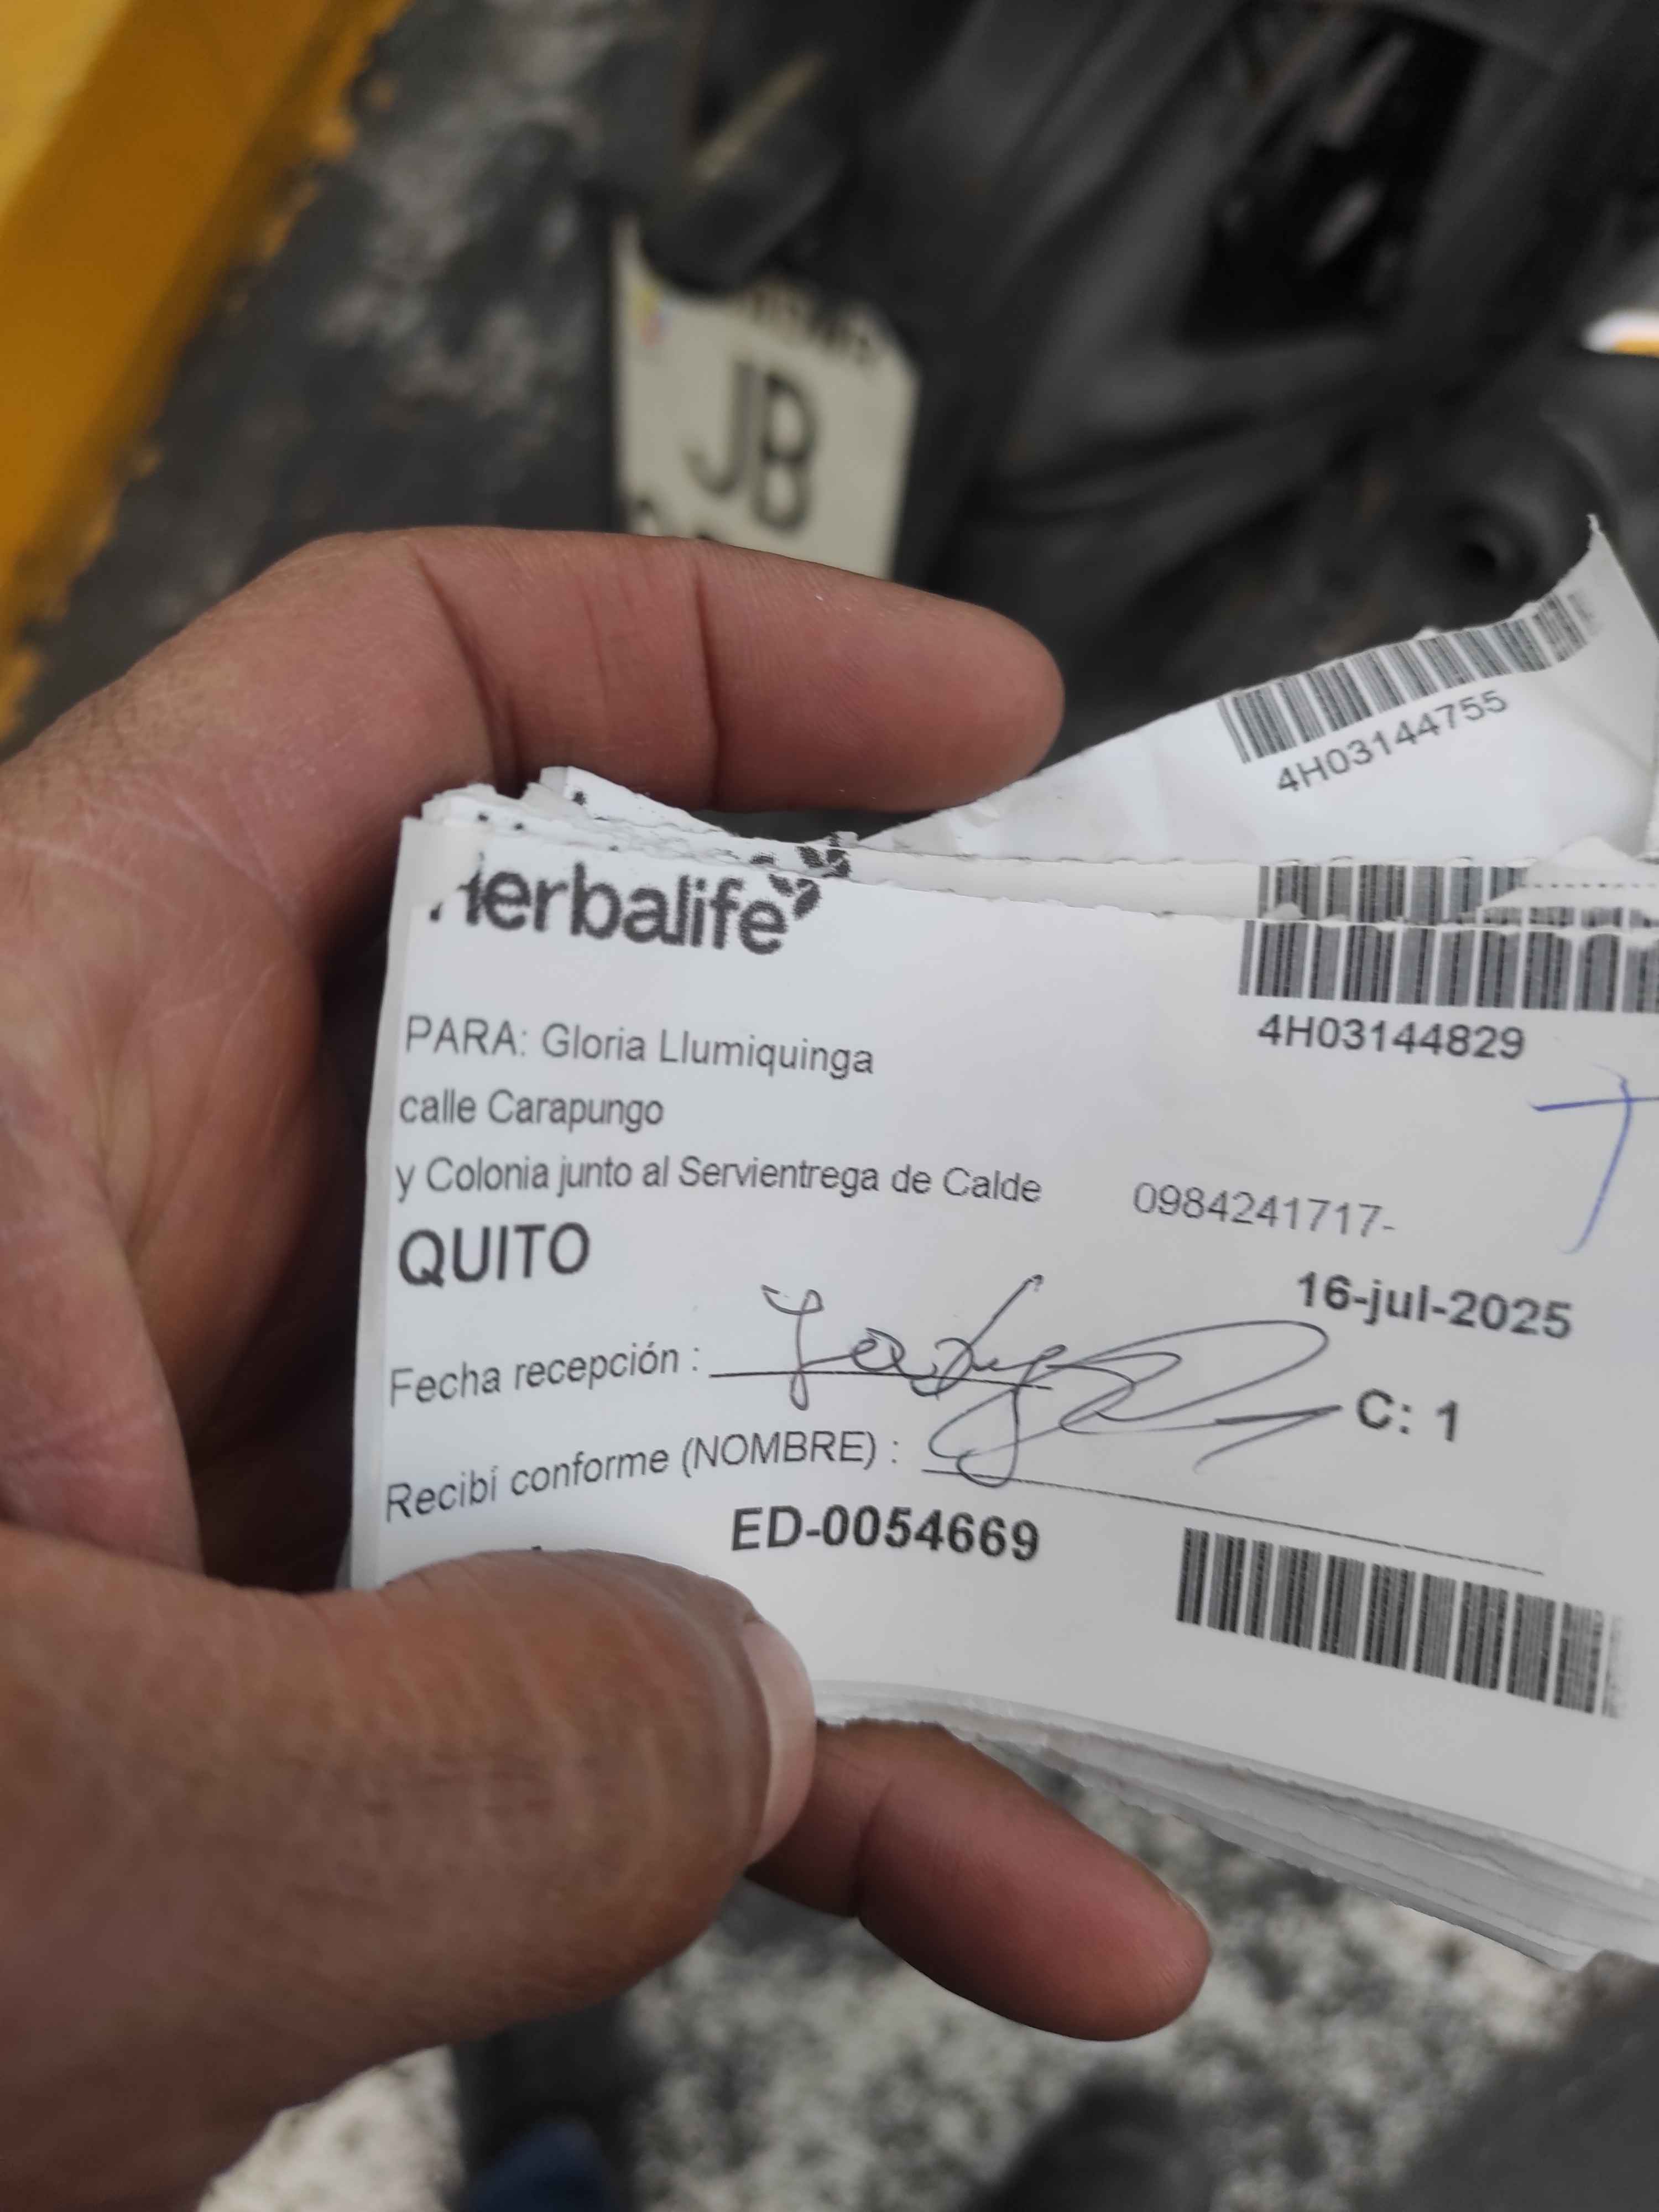 JB
4H03144755
Herbalife
4H03144829
PARA: Gloria Llumiquinga
calle Carapungo
y Colonia junto al Servientrega de Calde 0984241717-
QUITO
16-jul-2025
Fecha recepción :
C: 1
Recibí conforme (NOMBRE) :
ED-0054669